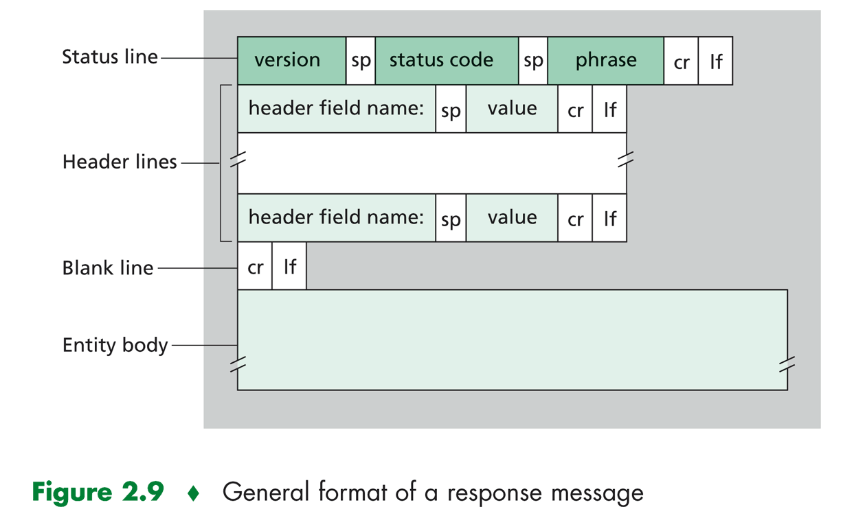 Status line version sp status code sp phrase cr lf
header field name: sp value cr lf
Header lines
header field name: sp value cr lf
Blank line cr lf
Entity body
Figure 2.9 ♦ General format of a response message